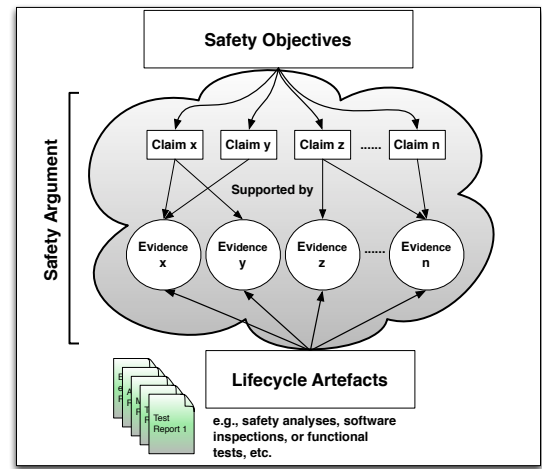 Safety Objectives
Safety Argument
Claim x
Claim y
Claim z
......
Claim n
Supported by
Evidence
x
Evidence
y
Evidence
z
......
Evidence
n
Lifecycle Artefacts
Test
Report 1
e.g., safety analyses, software
inspections, or functional
tests, etc.